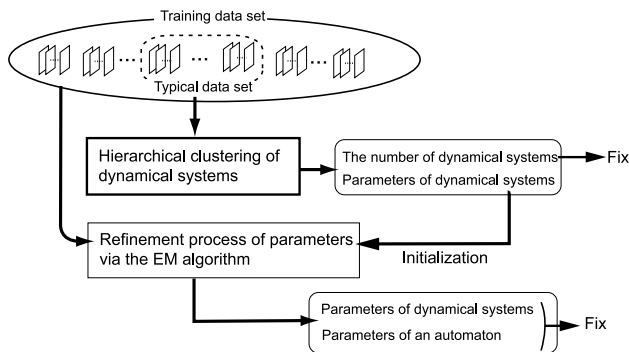 Training data set
Typical data set
Hierarchical clustering of
dynamical systems
The number of dynamical systems
Parameters of dynamical systems
Fix
Refinement process of parameters
via the EM algorithm
Initialization
Parameters of dynamical systems
Parameters of an automaton
Fix